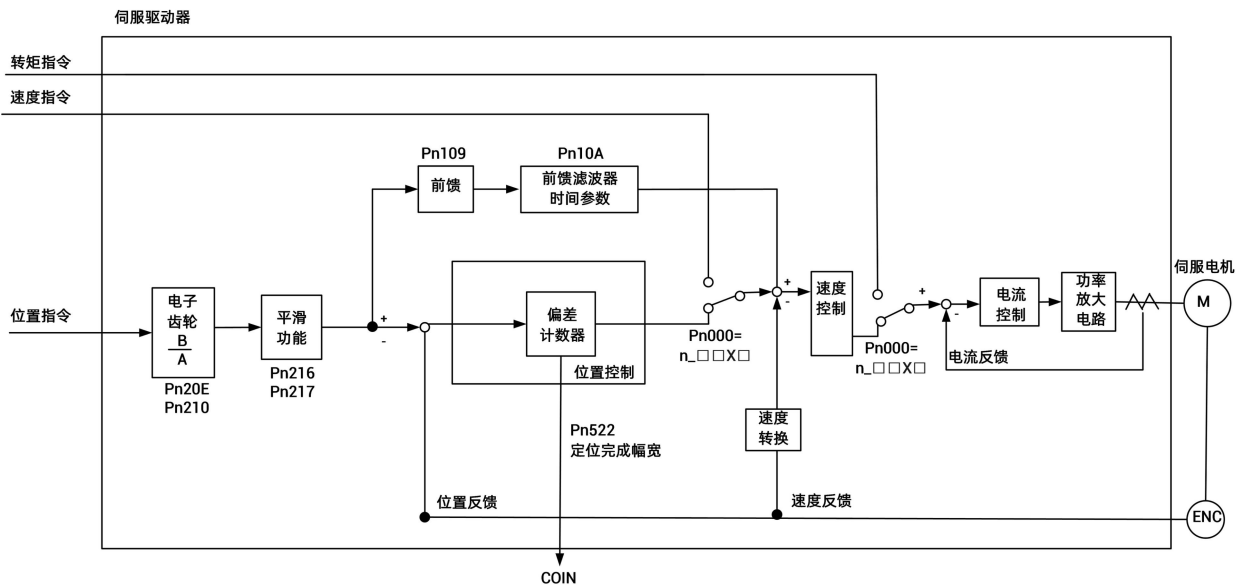 伺服驱动器
转矩指令
速度指令
Pn109
前馈
Pn10A
前馈滤波器
时间参数
位置指令
电子
齿轮
B
A
Pn20E
Pn210
平滑
功能
Pn216
Pn217
+
-
偏差
计数器
位置控制
Pn000=
n_□□X□
+
-
速度
控制
Pn000=
n_□□X□
+
-
电流
控制
功率
放大
电路
电流反馈
伺服电机
M
Pn522
定位完成幅宽
速度
转换
位置反馈
速度反馈
ENC
COIN